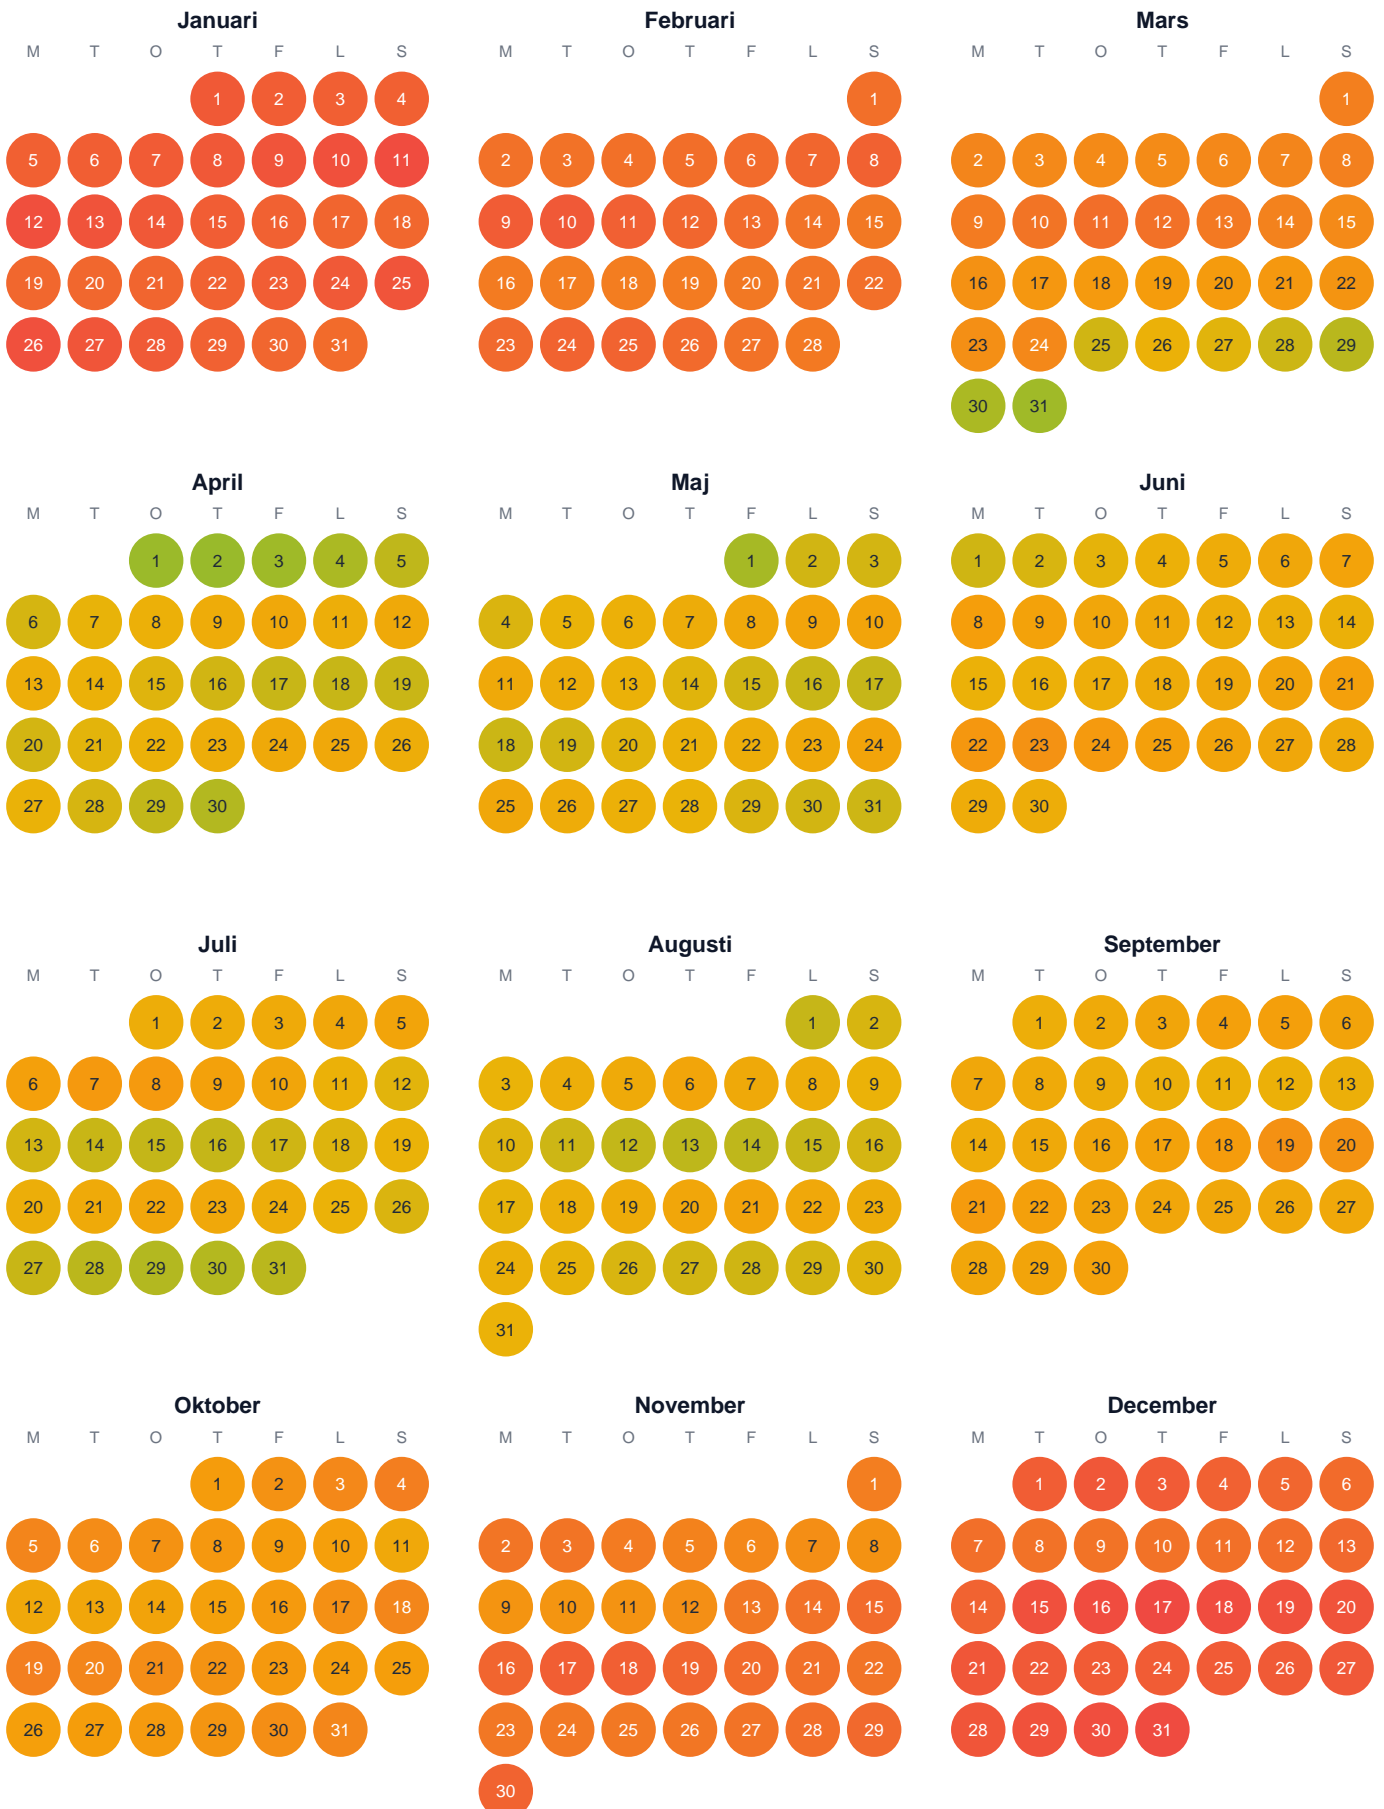 Januari Februari Mars
M T O T F L S M T O T F L S M T O T F L S
1 2 3 4 1 1
5 6 7 8 9 10 11 2 3 4 5 6 7 8 2 3 4 5 6 7 8
12 13 14 15 16 17 18 9 10 11 12 13 14 15 9 10 11 12 13 14 15
19 20 21 22 23 24 25 16 17 18 19 20 21 22 16 17 18 19 20 21 22
26 27 28 29 30 31 23 24 25 26 27 28 23 24 25 26 27 28 29
30 31
April Maj Juni
M T O T F L S M T O T F L S M T O T F L S
1 2 3 4 5 1 2 3 1 2 3 4 5 6 7
6 7 8 9 10 11 12 4 5 6 7 8 9 10 8 9 10 11 12 13 14
13 14 15 16 17 18 19 11 12 13 14 15 16 17 15 16 17 18 19 20 21
20 21 22 23 24 25 26 18 19 20 21 22 23 24 22 23 24 25 26 27 28
27 28 29 30 25 26 27 28 29 30 31 29 30
Juli Augusti September
M T O T F L S M T O T F L S M T O T F L S
1 2 3 4 5 1 2 1 2 3 4 5 6
6 7 8 9 10 11 12 3 4 5 6 7 8 9 7 8 9 10 11 12 13
13 14 15 16 17 18 19 10 11 12 13 14 15 16 14 15 16 17 18 19 20
20 21 22 23 24 25 26 17 18 19 20 21 22 23 21 22 23 24 25 26 27
27 28 29 30 31 24 25 26 27 28 29 30 28 29 30
31
Oktober November December
M T O T F L S M T O T F L S M T O T F L S
1 2 3 4 1 1 2 3 4 5 6
5 6 7 8 9 10 11 2 3 4 5 6 7 8 7 8 9 10 11 12 13
12 13 14 15 16 17 18 9 10 11 12 13 14 15 14 15 16 17 18 19 20
19 20 21 22 23 24 25 16 17 18 19 20 21 22 21 22 23 24 25 26 27
26 27 28 29 30 31 23 24 25 26 27 28 29 28 29 30 31
30